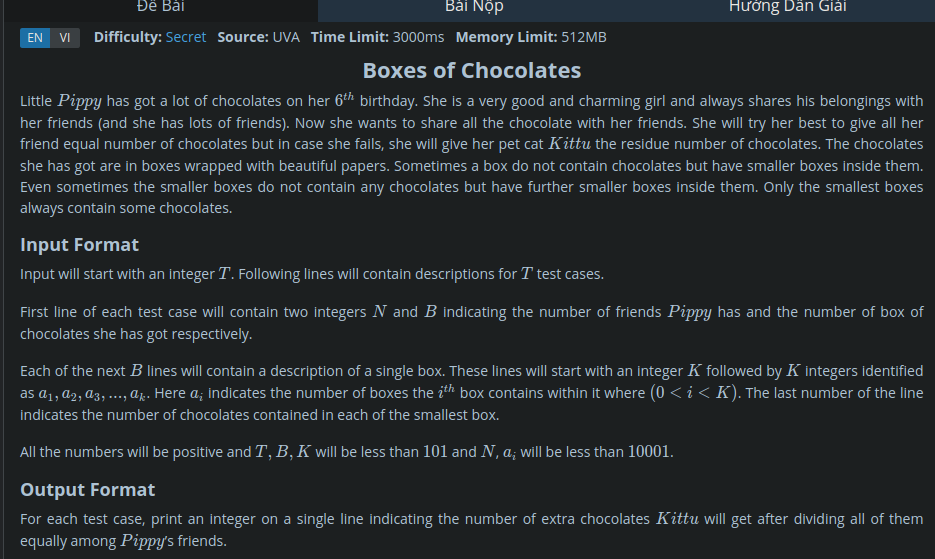 Đề Bài Bài Nộp Hướng Dẫn Giải
EN VI Difficulty: Secret Source: UVA Time Limit: 3000ms Memory Limit: 512MB
Boxes of Chocolates
Little Pippy has got a lot of chocolates on her 6th birthday. She is a very good and charming girl and always shares his belongings with
her friends (and she has lots of friends). Now she wants to share all the chocolate with her friends. She will try her best to give all her
friend equal number of chocolates but in case she fails, she will give her pet cat Kittu the residue number of chocolates. The chocolates
she has got are in boxes wrapped with beautiful papers. Sometimes a box do not contain chocolates but have smaller boxes inside them.
Even sometimes the smaller boxes do not contain any chocolates but have further smaller boxes inside them. Only the smallest boxes
always contain some chocolates.
Input Format
Input will start with an integer T. Following lines will contain descriptions for T test cases.
First line of each test case will contain two integers N and B indicating the number of friends Pippy has and the number of box of
chocolates she has got respectively.
Each of the next B lines will contain a description of a single box. These lines will start with an integer K followed by K integers identified
as a₁, a₂, a₃, ..., aₖ. Here aᵢ indicates the number of boxes the iᵗʰ box contains within it where (0 < i < K). The last number of the line
indicates the number of chocolates contained in each of the smallest box.
All the numbers will be positive and T, B, K will be less than 101 and N, aᵢ will be less than 10001.
Output Format
For each test case, print an integer on a single line indicating the number of extra chocolates Kittu will get after dividing all of them
equally among Pippy's friends.